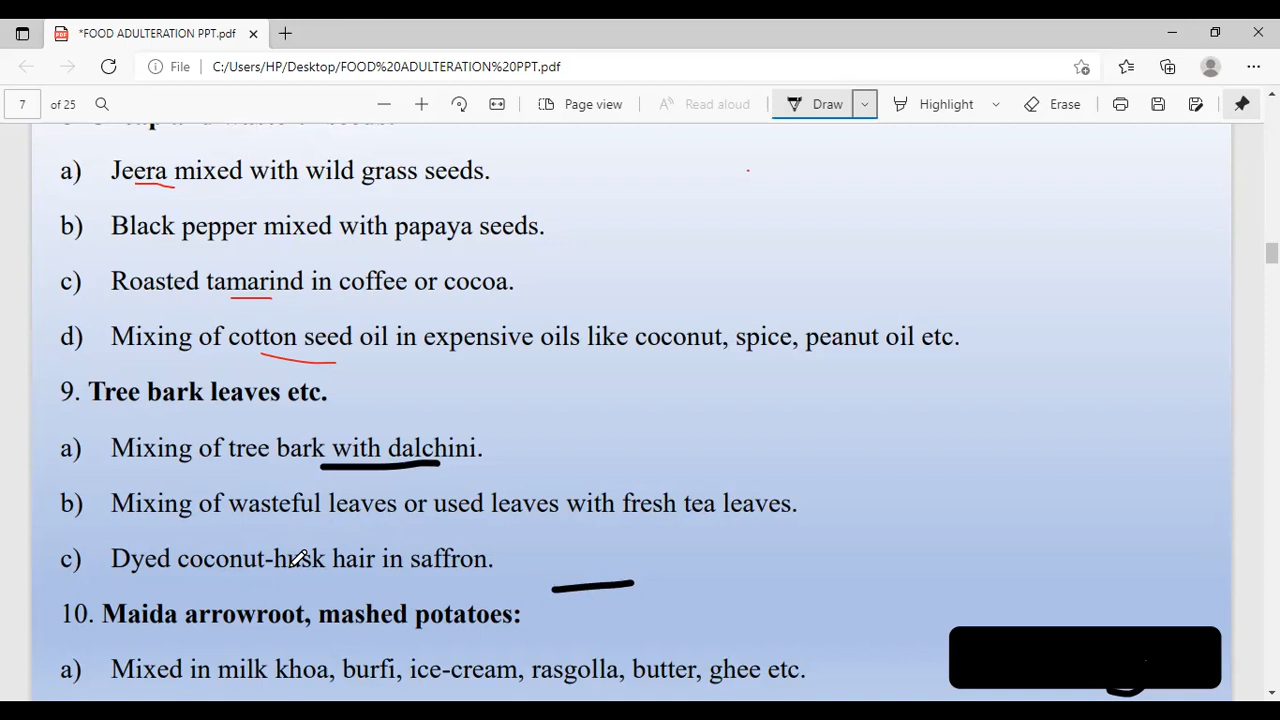 *FOOD ADULTERATION PPT.pdf
File C:/Users/HP/Desktop/FOOD%20ADULTERATION%20PPT.pdf
7 of 25 Page view Read aloud Draw Highlight Erase
a) Jeera mixed with wild grass seeds.
b) Black pepper mixed with papaya seeds.
c) Roasted tamarind in coffee or cocoa.
d) Mixing of cotton seed oil in expensive oils like coconut, spice, peanut oil etc.
9. Tree bark leaves etc.
a) Mixing of tree bark with dalchini.
b) Mixing of wasteful leaves or used leaves with fresh tea leaves.
c) Dyed coconut-husk hair in saffron.
10. Maida arrowroot, mashed potatoes:
a) Mixed in milk khoa, burfi, ice-cream, rasgolla, butter, ghee etc.